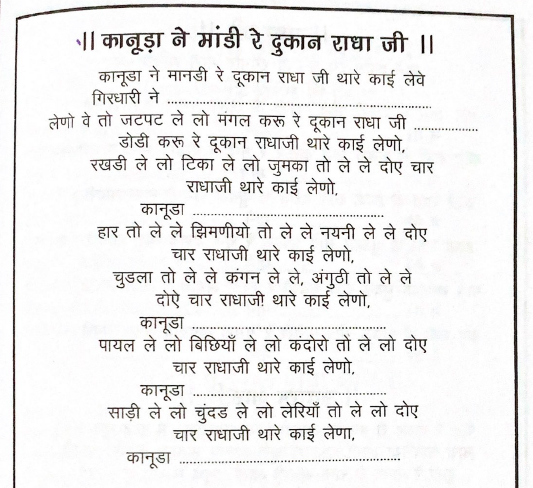 || कानूड़ा ने मांडी रे दुकान राधा जी ||
कानूडा ने मानडी रे दूकान राधा जी थारे काई लेवे
गिरधारी ने ........................................................
लेणो वे तो जटपट ले लो मंगल करू रे दूकान राधा जी ..............
डोडी करू रे दूकान राधाजी थारे काई लेणो,
रखडी ले लो टिका ले लो जुमका तो ले ले दोए चार
राधाजी थारे काई लेणो,
कानूडा .........................................
हार तो ले ले झिमणीयो तो ले ले नयनी ले ले दोए
चार राधाजी थारे काई लेणो,
चुडला तो ले ले कंगन ले ले, अंगुठी तो ले ले
दोऐ चार राधाजी थारे काई लेणो,
कानूडा .........................................
पायल ले लो बिछियाँ ले लो कंदोरो तो ले लो दोए
चार राधाजी थारे काई लेणो,
कानूडा .........................................
साड़ी ले लो चुंदड ले लो लेरियाँ तो ले लो दोए
चार राधाजी थारे काई लेणा,
कानूडा ................................................